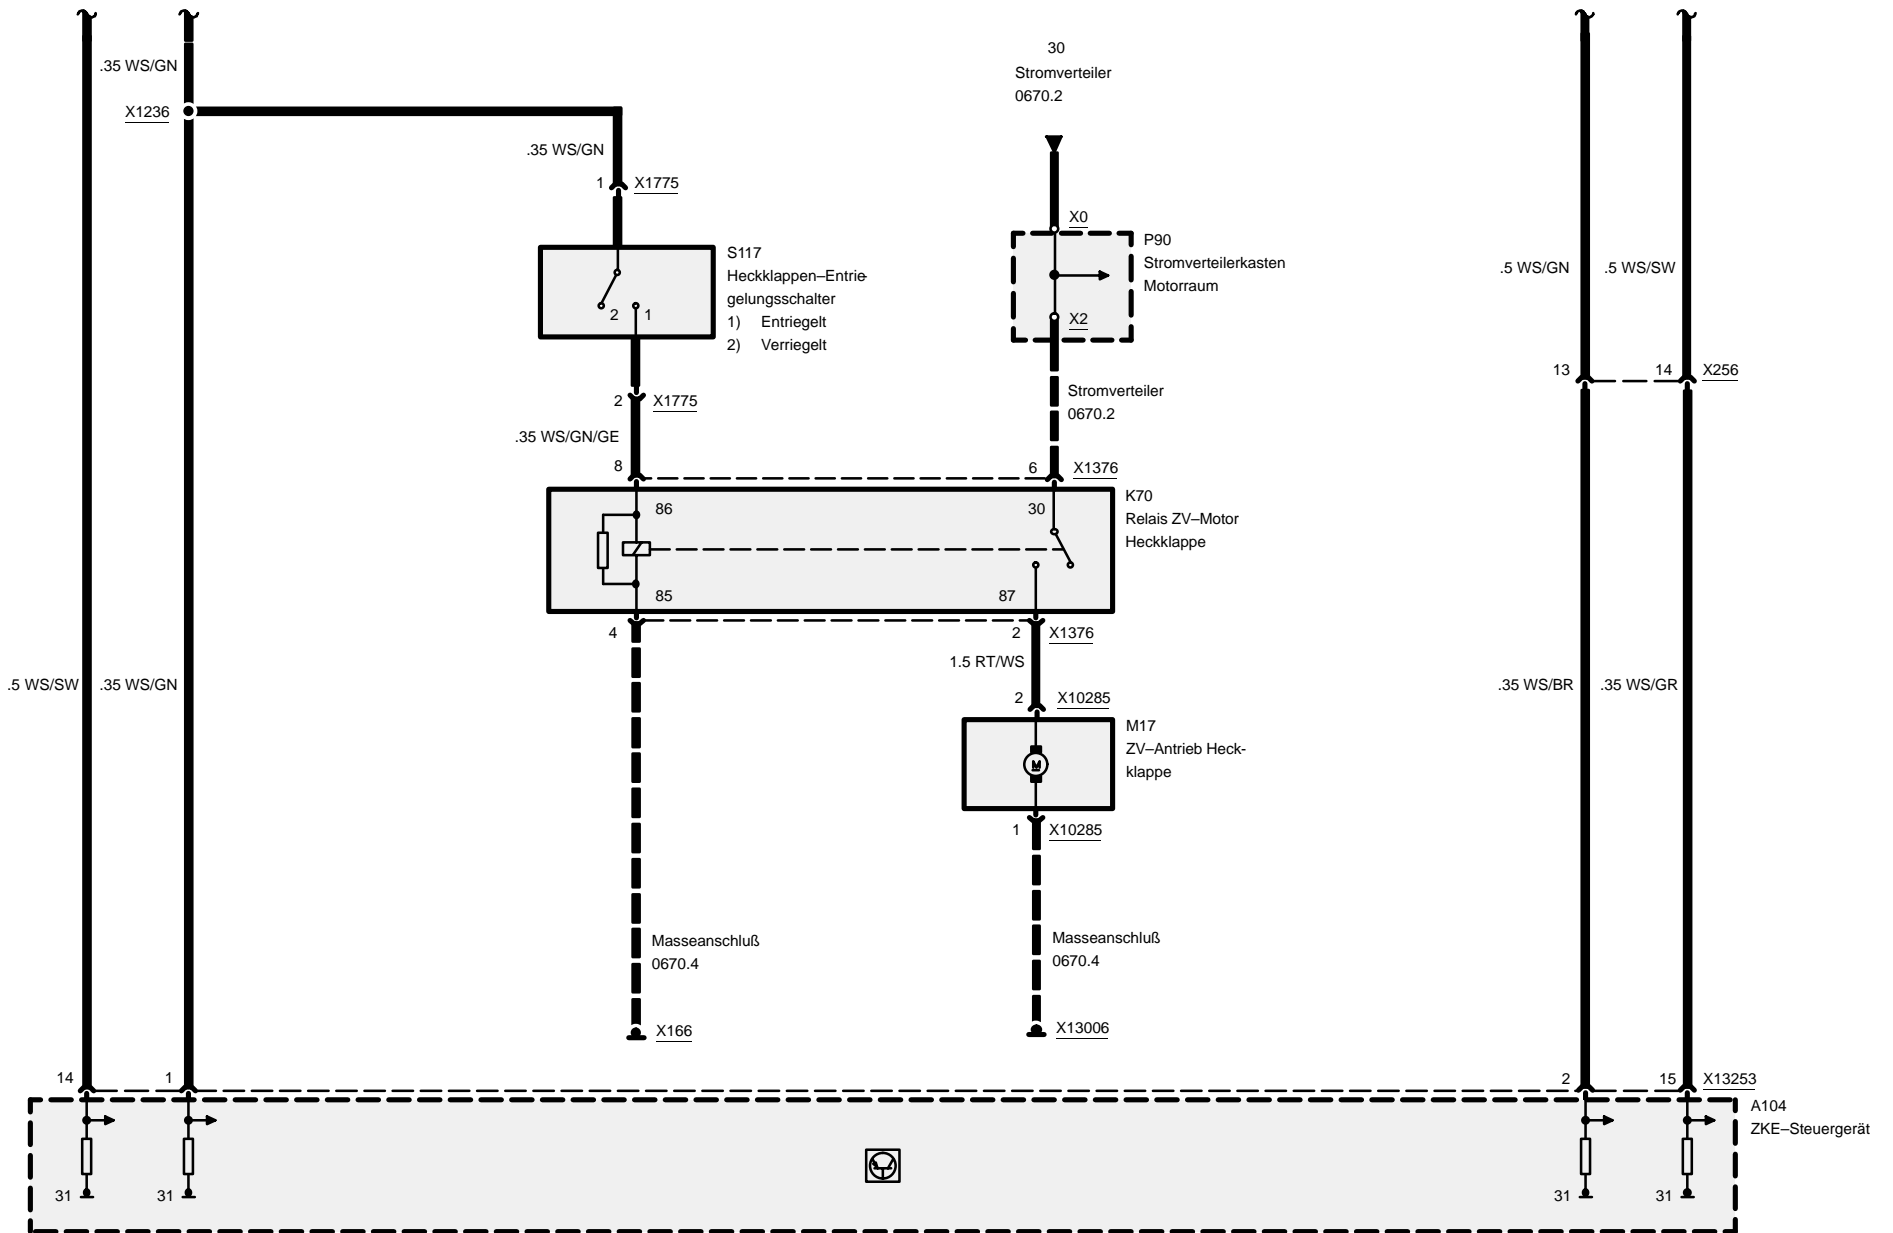 30
Stromverteiler
0670.2
.35 WS/GN
X1236
.35 WS/GN
1 X1775
X0
P90
Stromverteilerkasten
Motorraum
S117
Heckklappen–Entrie-
gelungsschalter
1) Entriegelt
2) Verriegelt
2 1
X2
.5 WS/GN .5 WS/SW
13 14 X256
Stromverteiler
0670.2
2 X1775
.35 WS/GN/GE
8 6 X1376
K70
Relais ZV–Motor
Heckklappe
86 30
85 87
4 2 X1376
1.5 RT/WS
.5 WS/SW .35 WS/GN .35 WS/BR .35 WS/GR
2 X10285
M17
ZV–Antrieb Heck-
klappe
M
1 X10285
Masseanschluß
0670.4
Masseanschluß
0670.4
X166
X13006
14 1 2 15 X13253
A104
ZKE–Steuergerät
31 31 31 31